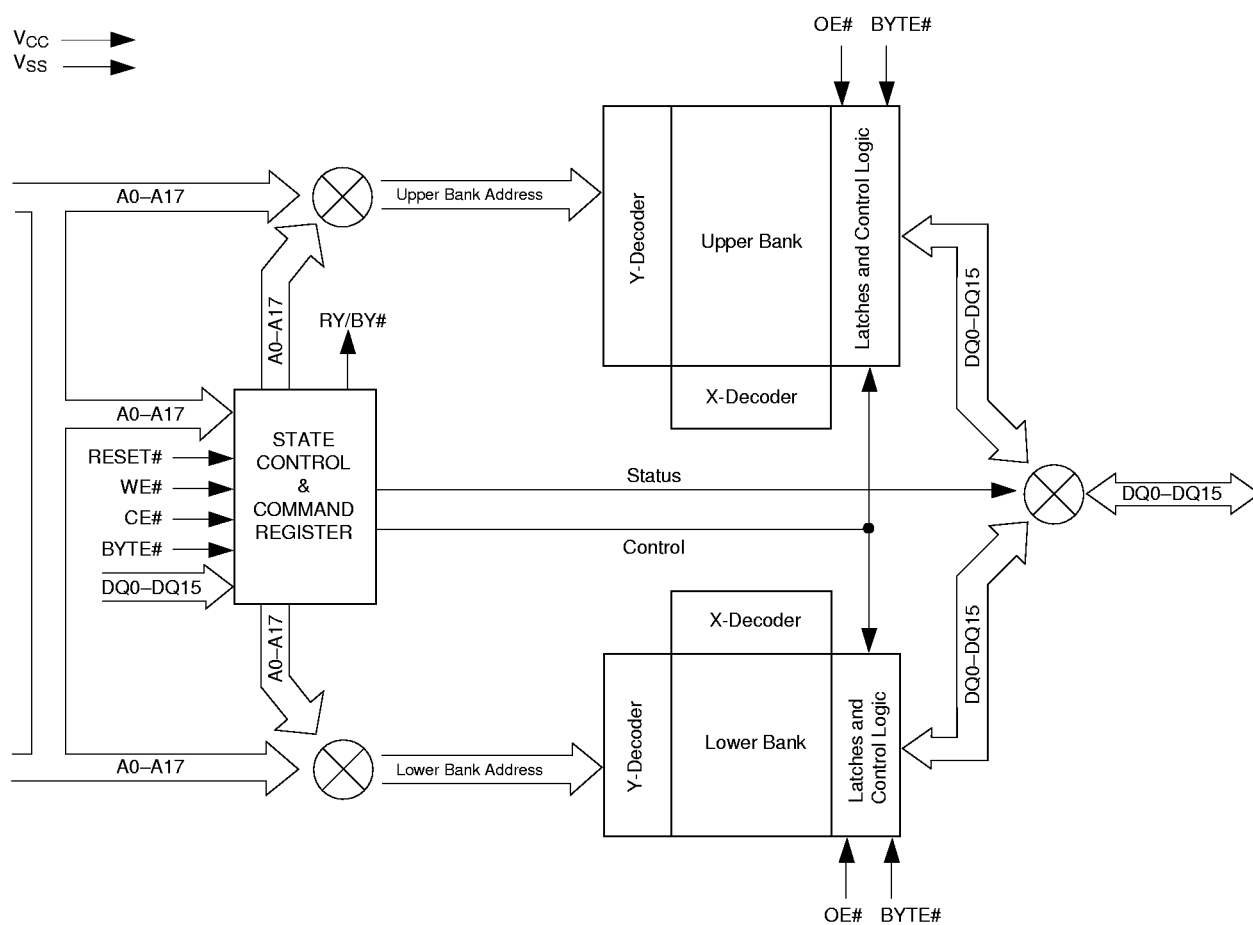 OE# BYTE#
VCC
VSS
A0–A17
Upper Bank Address
Y-Decoder
Upper Bank
Latches and Control Logic
DQ0–DQ15
A0–A17
RY/BY#
X-Decoder
A0–A17
STATE
CONTROL
&
COMMAND
REGISTER
RESET#
WE#
CE#
BYTE#
DQ0–DQ15
Status
Control
DQ0–DQ15
A0–A17
X-Decoder
DQ0–DQ15
A0–A17
Lower Bank Address
Y-Decoder
Lower Bank
Latches and
Control Logic
OE# BYTE#